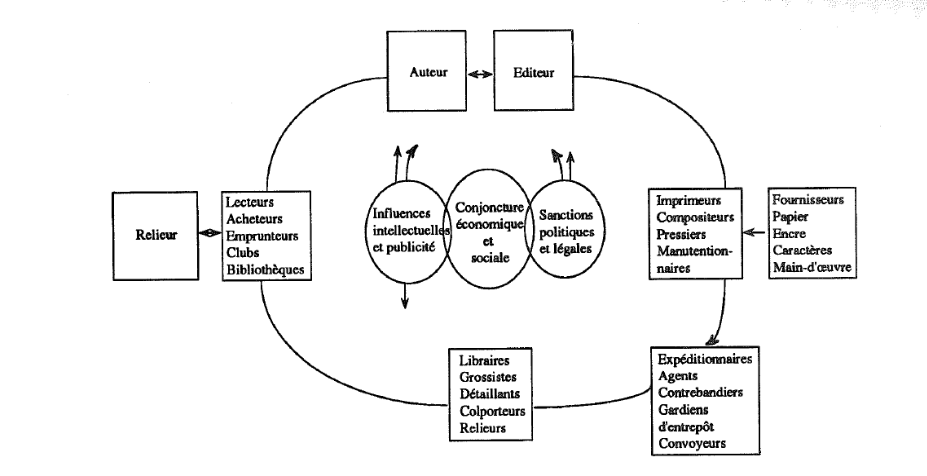 Auteur
Editeur
Relieur
Lecteurs
Acheteurs
Emprunteurs
Clubs
Bibliothèques
Influences
intellectuelles
et publicité
Conjoncture
économique
et
sociale
Sanctions
politiques
et légales
Imprimeurs
Compositeurs
Pressiers
Manutention-
naires
Fournisseurs
Papier
Encre
Caractères
Main-d'œuvre
Libraires
Grossistes
Détaillants
Colporteurs
Relieurs
Expéditionnaires
Agents
Contrebandiers
Gardiens
d'entrepôt
Convoyeurs